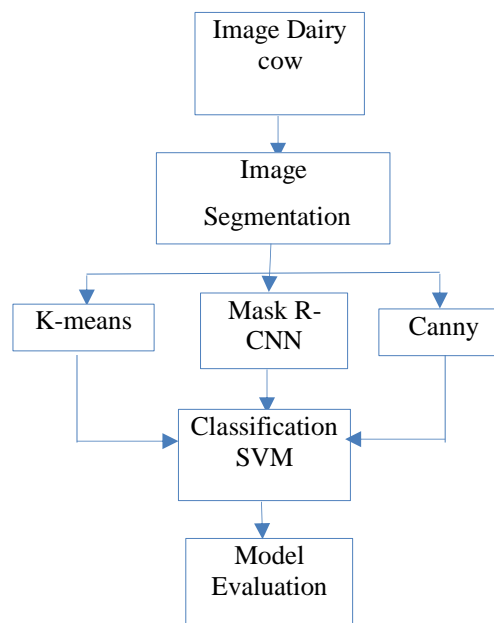 Image Dairy
cow
Image
Segmentation
K-means
Mask R-
CNN
Canny
Classification
SVM
Model
Evaluation